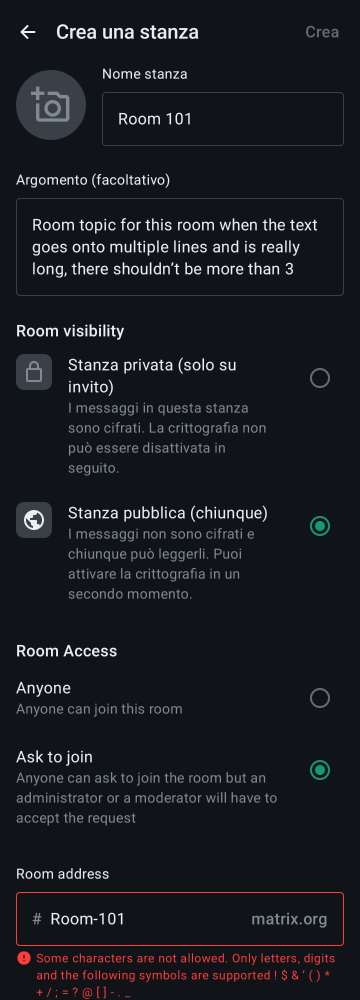 Crea una stanza
Crea
Nome stanza
Room 101
Argomento (facoltativo)
Room topic for this room when the text
goes onto multiple lines and is really
long, there shouldn’t be more than 3
Room visibility
Stanza privata (solo su
invito)
I messaggi in questa stanza
sono cifrati. La crittografia non
può essere disattivata in
seguito.
Stanza pubblica (chiunque)
I messaggi non sono cifrati e
chiunque può leggerli. Puoi
attivare la crittografia in un
secondo momento.
Room Access
Anyone
Anyone can join this room
Ask to join
Anyone can ask to join the room but an
administrator or a moderator will have to
accept the request
Room address
# Room-101 matrix.org
Some characters are not allowed. Only letters, digits
and the following symbols are supported ! $ & ‘ ( ) *
+ / ; = ? @ [ ] - . _